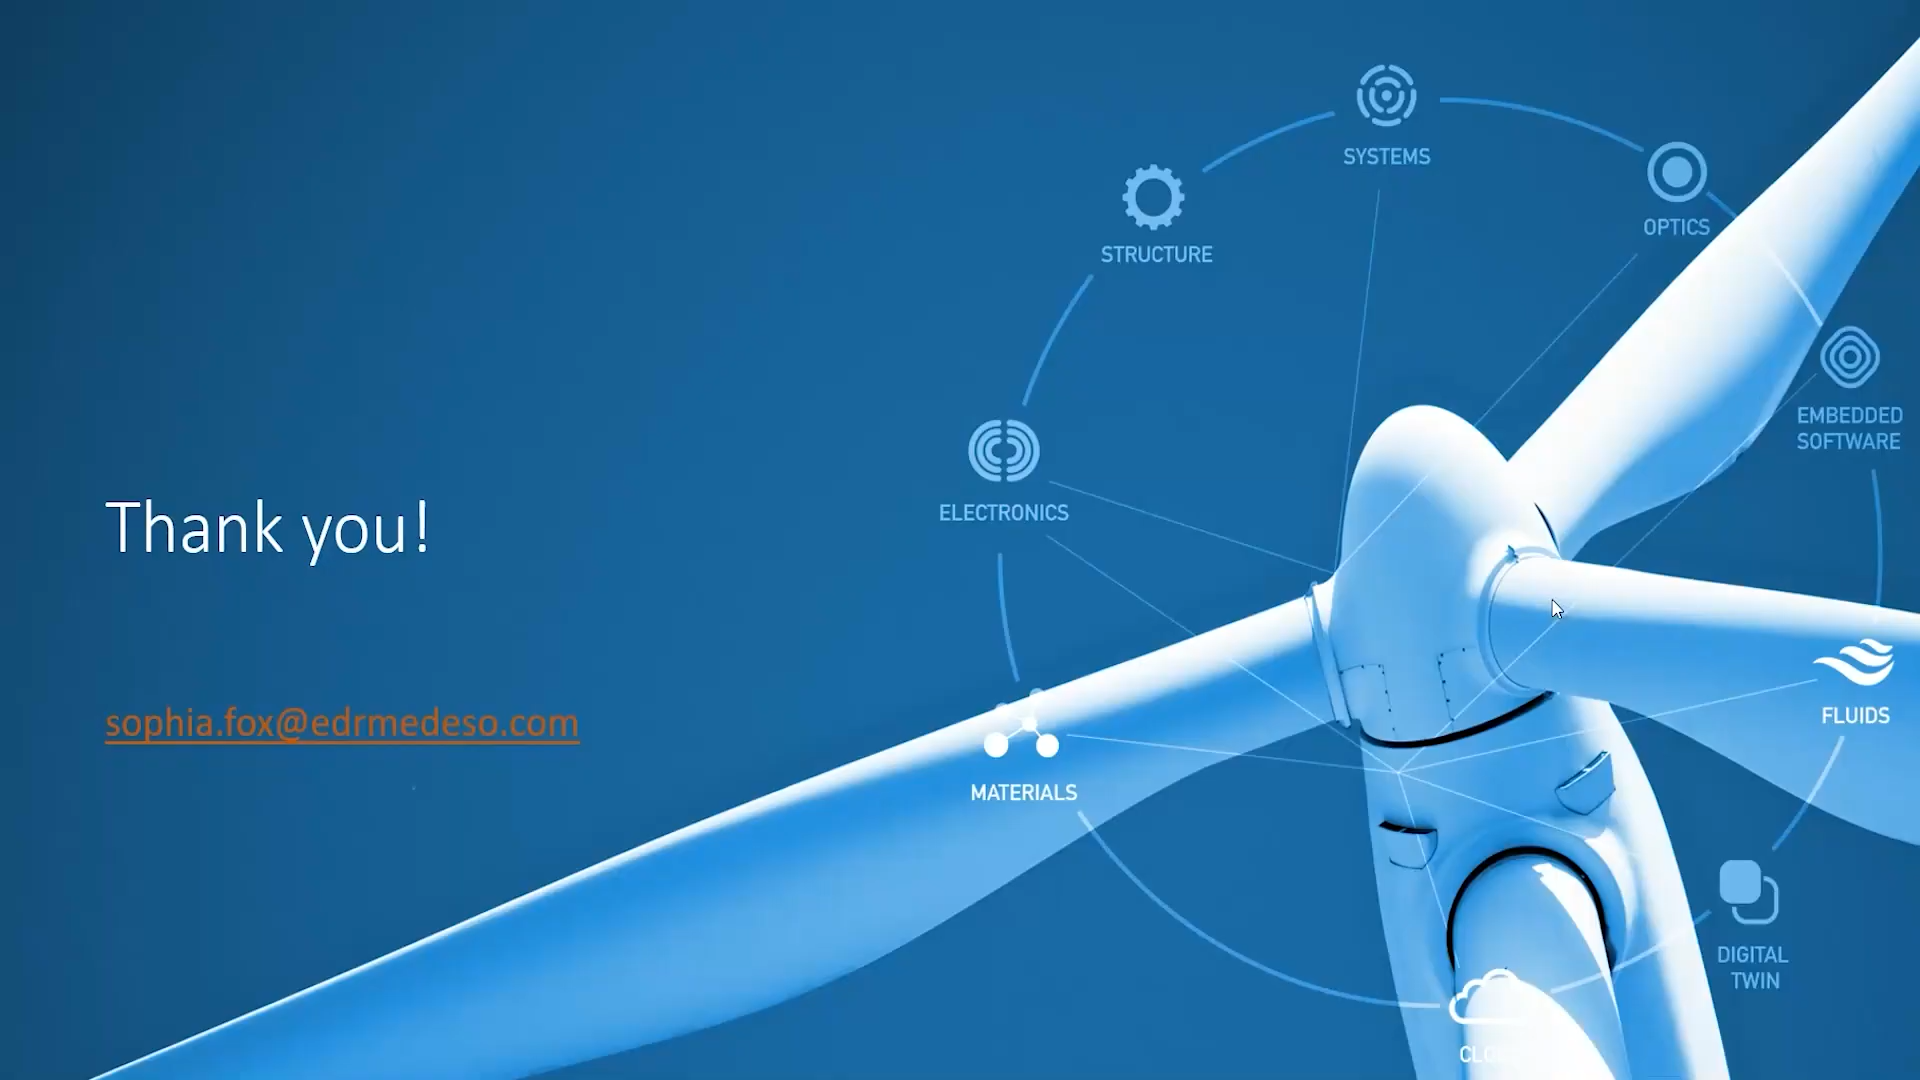 SYSTEMS
OPTICS
STRUCTURE
EMBEDDED
SOFTWARE
ELECTRONICS
Thank you!
sophia.fox@edrmedeso.com
FLUIDS
MATERIALS
DIGITAL
TWIN